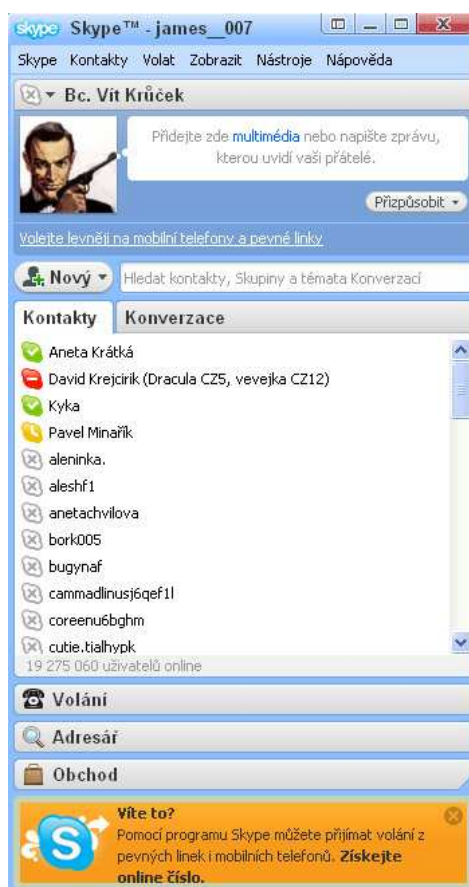 skype Skype™ - james__007
Skype Kontakty Volat Zobrazit Nástroje Nápověda
Bc. Vít Krůček
Přidejte zde multimédia nebo napište zprávu,
kterou uvidí vaši přátelé.
Přizpůsobit
Volejte levněji na mobilní telefony a pevné linky
Nový Hledat kontakty, Skupiny a témata Konverzací
Kontakty Konverzace
Aneta Krátká
David Krejcirik (Dracula CZ5, vevejka CZ12)
Kyka
Pavel Minařík
aleninka.
aleshf1
anetachvilova
bork005
bugynaf
cammadlinusj6qef1l
coreenu6bghm
cutie.tialhypk
19 275 060 uživatelů online
Volání
Adresář
Obchod
Víte to?
Pomocí programu Skype můžete přijímat volání z
pevných linek i mobilních telefonů. Získejte
online číslo.